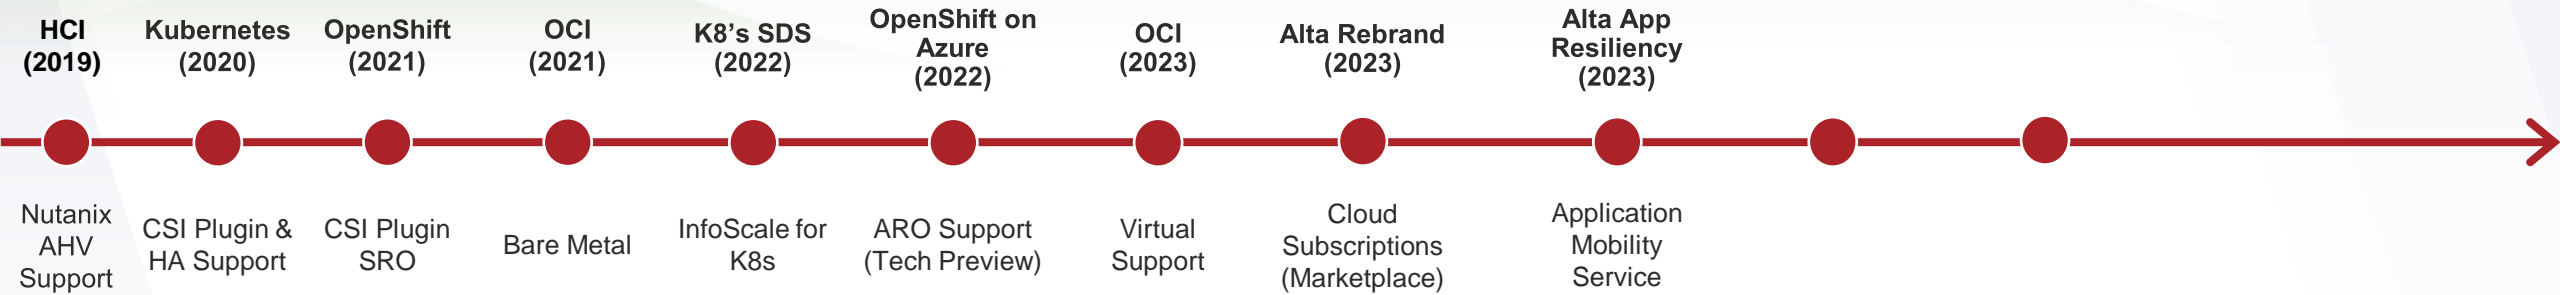 HCI
(2019)
Nutanix
AHV
Support
Kubernetes
(2020)
CSI Plugin &
HA Support
OpenShift
(2021)
CSI Plugin
SRO
OCI
(2021)
Bare Metal
K8’s SDS
(2022)
InfoScale for
K8s
OpenShift on
Azure
(2022)
ARO Support
(Tech Preview)
OCI
(2023)
Virtual
Support
Alta Rebrand
(2023)
Cloud
Subscriptions
(Marketplace)
Alta App
Resiliency
(2023)
Application
Mobility
Service